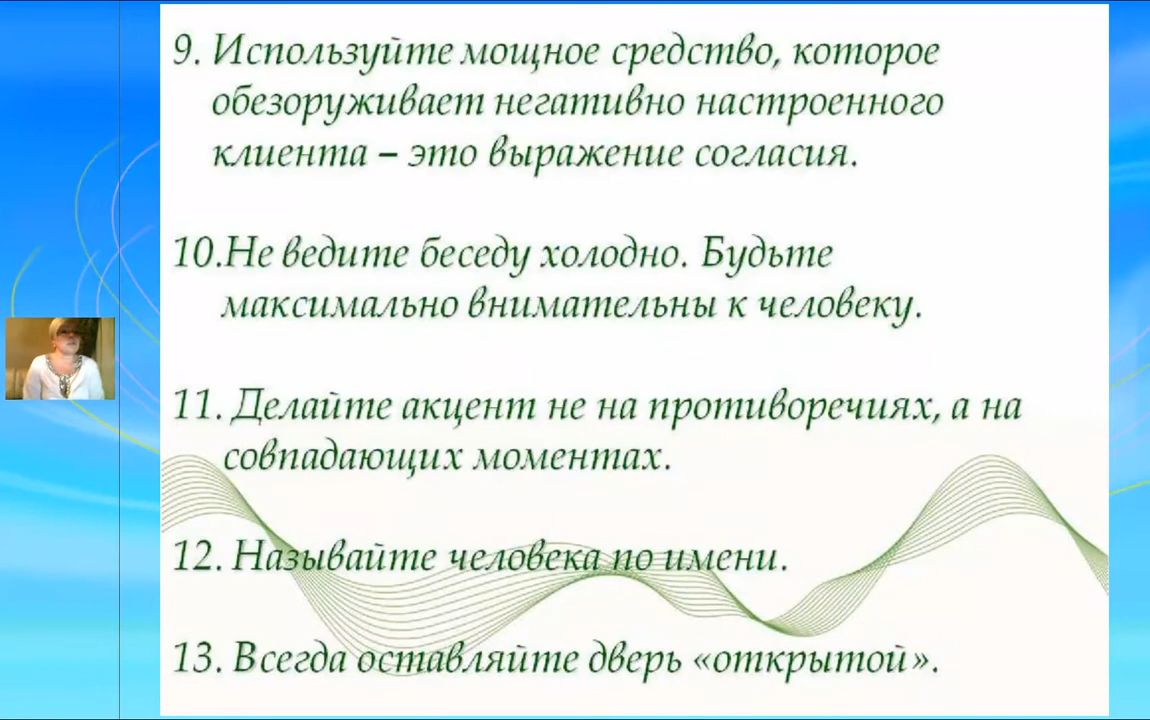 9. Используйте мощное средство, которое
обезоруживает негативно настроенного
клиента – это выражение согласия.
10.Не ведите беседу холодно. Будьте
максимально внимательны к человеку.
11. Делайте акцент не на противоречиях, а на
совпадающих моментах.
12. Называйте человека по имени.
13. Всегда оставляйте дверь «открытой».